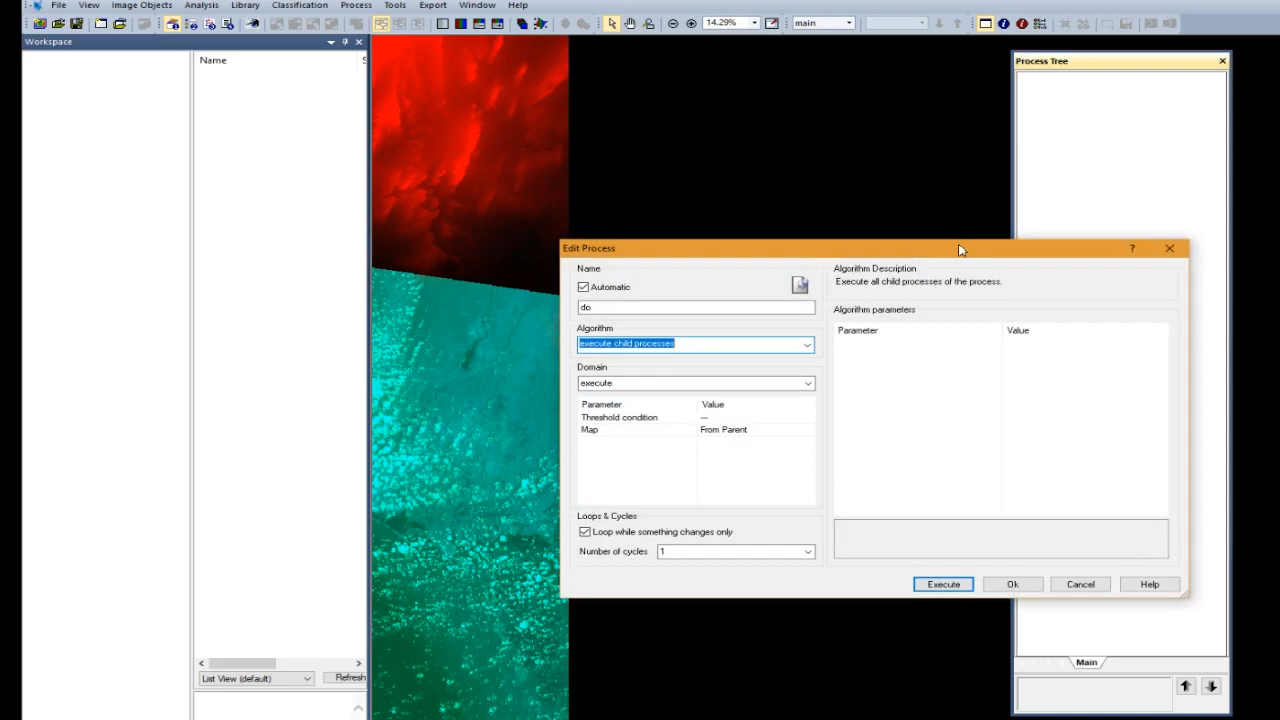 File View Image Objects Analysis Library Classification Process Tools Export Window Help
14.29% main
Workspace
Name S
Process Tree
Edit Process ?
Name
Automatic
do
Algorithm
execute child processes
Domain
execute
Parameter Value
Threshold condition ---
Map From Parent
Loops & Cycles
Loop while something changes only
Number of cycles 1
Algorithm Description
Execute all child processes of the process.
Algorithm parameters
Parameter Value
Execute Ok Cancel Help
List View (default) Refresh
Main